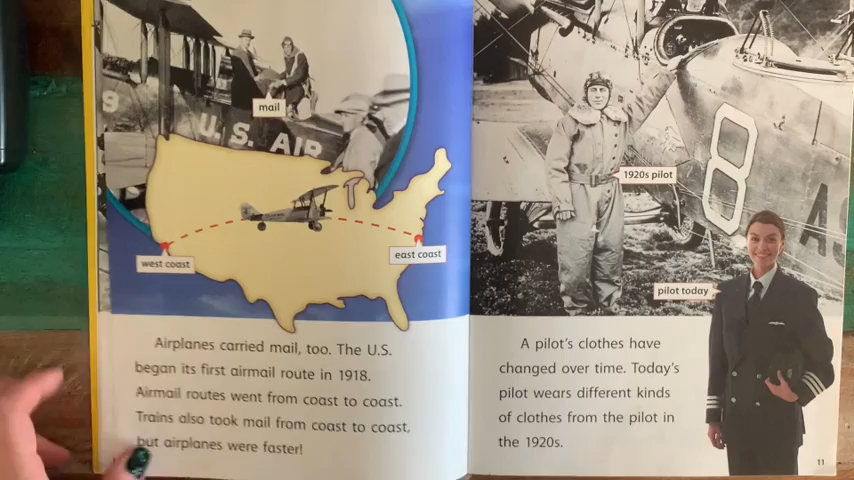 9
mail
U. S. AIR
west coast
east coast
Airplanes carried mail, too. The U.S.
began its first airmail route in 1918.
Airmail routes went from coast to coast.
Trains also took mail from coast to coast,
but airplanes were faster!
8
AS
1920s pilot
pilot today
A pilot's clothes have
changed over time. Today's
pilot wears different kinds
of clothes from the pilot in
the 1920s.
11